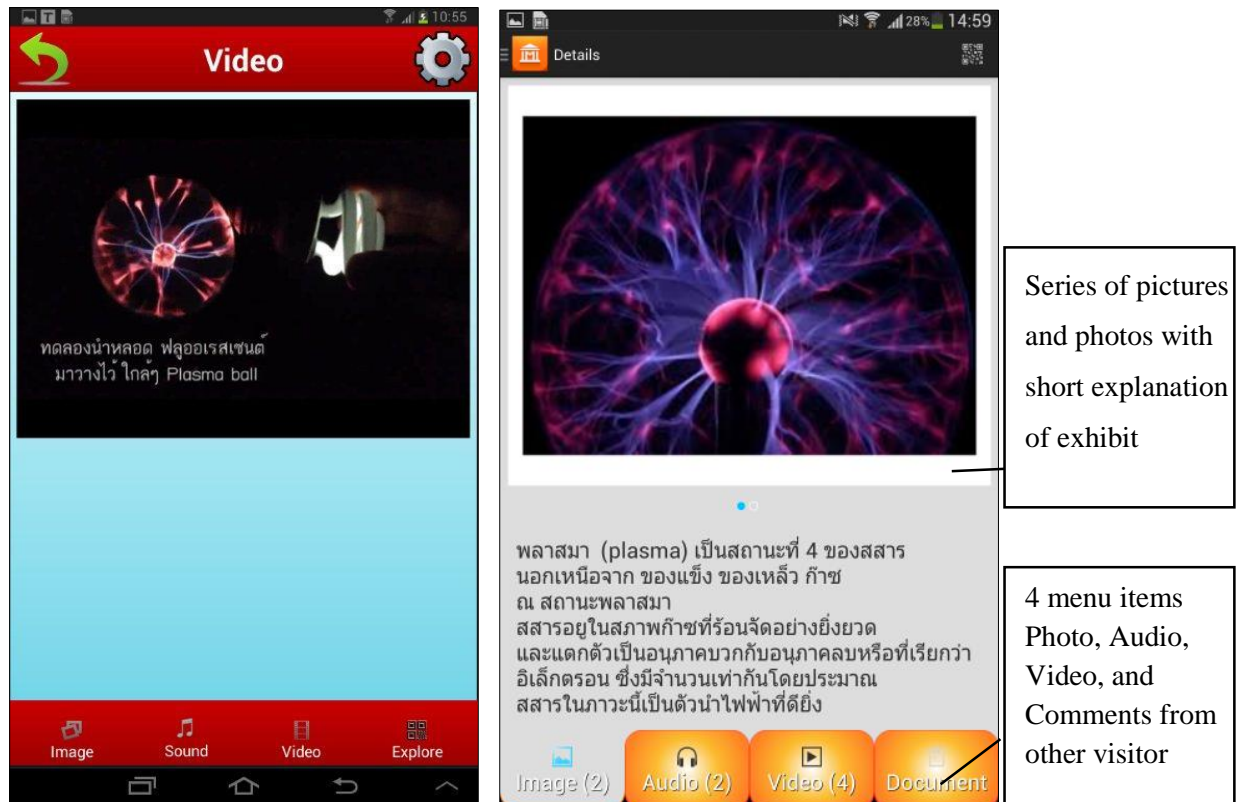 10:55
Video
ทดลองนำหลอด ฟลูออเรสเซนต์
มาวางไว้ ใกล้ๆ Plasma ball
Image
Sound
Video
Explore
28% 14:59
Details
พลาสมา (plasma) เป็นสถานะที่ 4 ของสสาร
นอกเหนือจาก ของแข็ง ของเหล็ว ก๊าซ
ณ สถานะพลาสมา
สสารอยู่ในสภาพก๊าซที่ร้อนจัดอย่างยิ่งยวด
และแตกตัวเป็นอนุภาคบวกกับอนุภาคลบหรือที่เรียกว่า
อิเล็กตรอน ซึ่งมีจำนวนเท่ากันโดยประมาณ
สสารในภาวะนี้เป็นตัวนำไฟฟ้าที่ดียิ่ง
Image (2)
Audio (2)
Video (4)
Document
Series of pictures
and photos with
short explanation
of exhibit
4 menu items
Photo, Audio,
Video, and
Comments from
other visitor